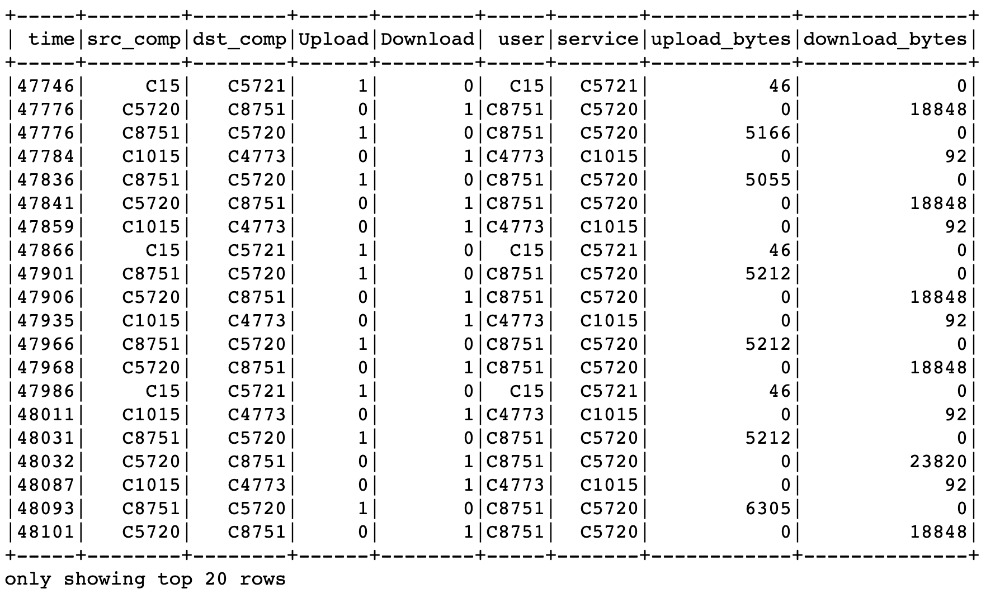 +-----+--------+--------+------+--------+-----+-------+------------+--------------+
| time|src_comp|dst_comp|Upload|Download| user|service|upload_bytes|download_bytes|
+-----+--------+--------+------+--------+-----+-------+------------+--------------+
|47746|     C15|   C5721|     1|       0|  C15|  C5721|          46|             0|
|47776|   C5720|   C8751|     0|       1|C8751|  C5720|           0|         18848|
|47776|   C8751|   C5720|     1|       0|C8751|  C5720|        5166|             0|
|47784|   C1015|   C4773|     0|       1|C4773|  C1015|           0|            92|
|47836|   C8751|   C5720|     1|       0|C8751|  C5720|        5055|             0|
|47841|   C5720|   C8751|     0|       1|C8751|  C5720|           0|         18848|
|47859|   C1015|   C4773|     0|       1|C4773|  C1015|           0|            92|
|47866|     C15|   C5721|     1|       0|  C15|  C5721|          46|             0|
|47901|   C8751|   C5720|     1|       0|C8751|  C5720|        5212|             0|
|47906|   C5720|   C8751|     0|       1|C8751|  C5720|           0|         18848|
|47935|   C1015|   C4773|     0|       1|C4773|  C1015|           0|            92|
|47966|   C8751|   C5720|     1|       0|C8751|  C5720|        5212|             0|
|47968|   C5720|   C8751|     0|       1|C8751|  C5720|           0|         18848|
|47986|     C15|   C5721|     1|       0|  C15|  C5721|          46|             0|
|48011|   C1015|   C4773|     0|       1|C4773|  C1015|           0|            92|
|48031|   C8751|   C5720|     1|       0|C8751|  C5720|        5212|             0|
|48032|   C5720|   C8751|     0|       1|C8751|  C5720|           0|         23820|
|48087|   C1015|   C4773|     0|       1|C4773|  C1015|           0|            92|
|48093|   C8751|   C5720|     1|       0|C8751|  C5720|        6305|             0|
|48101|   C5720|   C8751|     0|       1|C8751|  C5720|           0|         18848|
+-----+--------+--------+------+--------+-----+-------+------------+--------------+
only showing top 20 rows